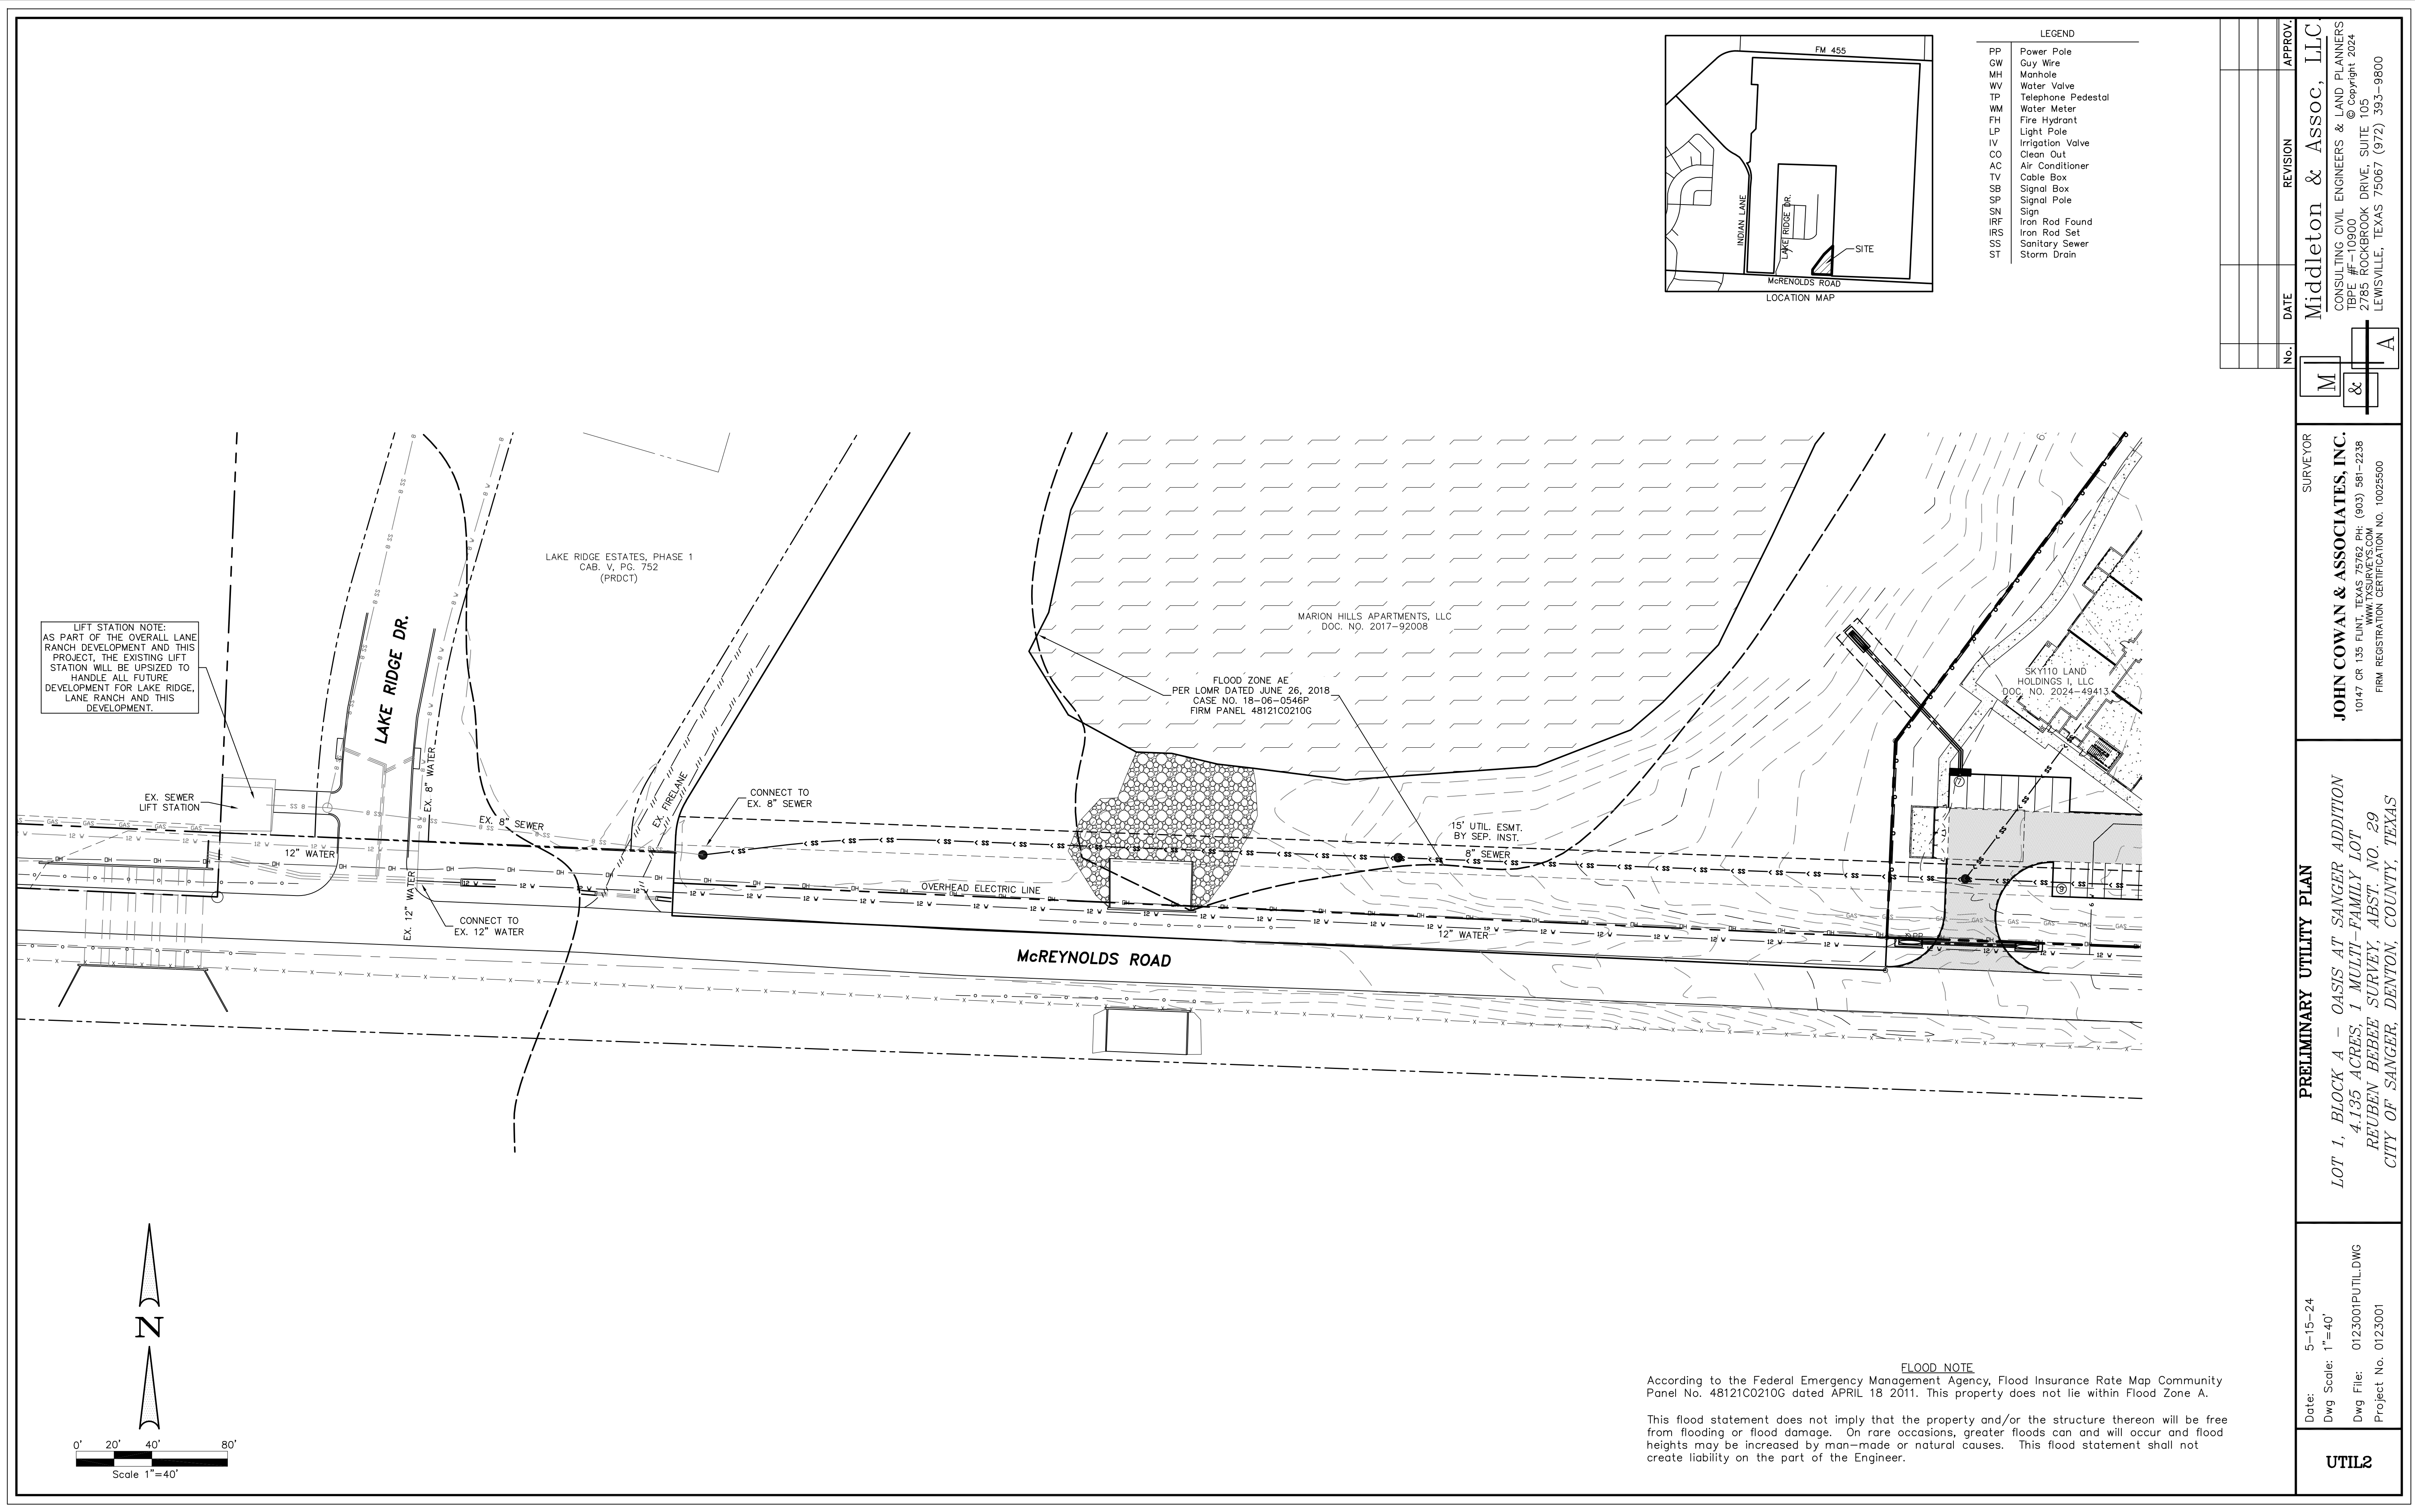 FM 455
INDIAN LANE
LAKE RIDGE DR.
SITE
McRENOLDS ROAD
LOCATION MAP
LEGEND
PP Power Pole
GW Guy Wire
MH Manhole
WV Water Valve
TP Telephone Pedestal
WM Water Meter
FH Fire Hydrant
LP Light Pole
IV Irrigation Valve
CO Clean Out
AC Air Conditioner
TV Cable Box
SB Signal Box
SP Signal Pole
SN Sign
IRF Iron Rod Found
IRS Iron Rod Set
SS Sanitary Sewer
ST Storm Drain
LAKE RIDGE ESTATES, PHASE 1
CAB. V, PG. 752
(PRDCT)
LIFT STATION NOTE:
AS PART OF THE OVERALL LANE
RANCH DEVELOPMENT AND THIS
PROJECT, THE EXISTING LIFT
STATION WILL BE UPSIZED TO
HANDLE ALL FUTURE
DEVELOPMENT FOR LAKE RIDGE,
LANE RANCH AND THIS
DEVELOPMENT.
LAKE RIDGE DR.
EX. SEWER
LIFT STATION
EX. 8" WATER
EX. 8" SEWER
12" WATER
EX. 12" WATER
CONNECT TO
EX. 12" WATER
EX. FIRELANE
CONNECT TO
EX. 8" SEWER
OVERHEAD ELECTRIC LINE
MARION HILLS APARTMENTS, LLC
DOC. NO. 2017-92008
FLOOD ZONE AE
PER LOMR DATED JUNE 26, 2018
CASE NO. 18-06-0546P
FIRM PANEL 48121C0210G
15' UTIL. ESMT.
BY SEP. INST.
8" SEWER
12" WATER
McREYNOLDS ROAD
SKY110 LAND
HOLDINGS I, LLC
DOC. NO. 2024-49413
7
9
PP
N
0' 20' 40' 80'
Scale 1"=40'
FLOOD NOTE
According to the Federal Emergency Management Agency, Flood Insurance Rate Map Community
Panel No. 48121C0210G dated APRIL 18 2011. This property does not lie within Flood Zone A.
This flood statement does not imply that the property and/or the structure thereon will be free
from flooding or flood damage. On rare occasions, greater floods can and will occur and flood
heights may be increased by man-made or natural causes. This flood statement shall not
create liability on the part of the Engineer.
No. DATE REVISION APPROV.
M & A
Middleton & Assoc, LLC.
CONSULTING CIVIL ENGINEERS & LAND PLANNERS
TBPE #F-10900 © Copyright 2024
2785 ROCKBROOK DRIVE, SUITE 105
LEWISVILLE, TEXAS 75067 (972) 393-9800
SURVEYOR
JOHN COWAN & ASSOCIATES, INC.
10147 CR 135 FLINT, TEXAS 75762 PH: (903) 581-2238
WWW.TXSURVEYS.COM
FIRM REGISTRATION CERTIFICATION NO. 10025500
PRELIMINARY UTILITY PLAN
LOT 1, BLOCK A - OASIS AT SANGER ADDITION
4.135 ACRES, 1 MULTI-FAMILY LOT
REUBEN BEBEE SURVEY, ABST. NO. 29
CITY OF SANGER, DENTON, COUNTY, TEXAS
Date: 5-15-24
Dwg Scale: 1"=40'
Dwg File: 0123001PUTIL.DWG
Project No. 0123001
UTIL2